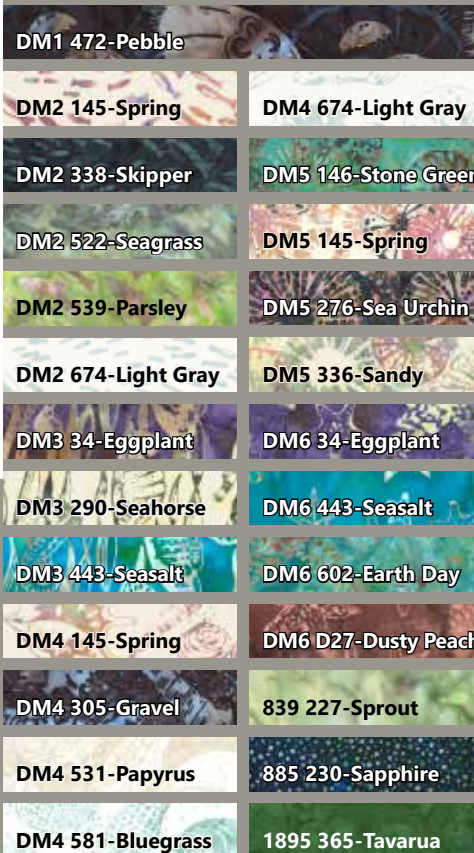 DM1 472-Pebble
DM2 145-Spring
DM2 338-Skipper
DM2 522-Seagrass
DM2 539-Parsley
DM2 674-Light Gray
DM3 34-Eggplant
DM3 290-Seahorse
DM3 443-Seasalt
DM4 145-Spring
DM4 305-Gravel
DM4 531-Papyrus
DM4 581-Bluegrass
DM4 674-Light Gray
DM5 146-Stone Green
DM5 145-Spring
DM5 276-Sea Urchin
DM5 336-Sandy
DM6 34-Eggplant
DM6 443-Seasalt
DM6 602-Earth Day
DM6 D27-Dusty Peach
839 227-Sprout
885 230-Sapphire
1895 365-Tavarua